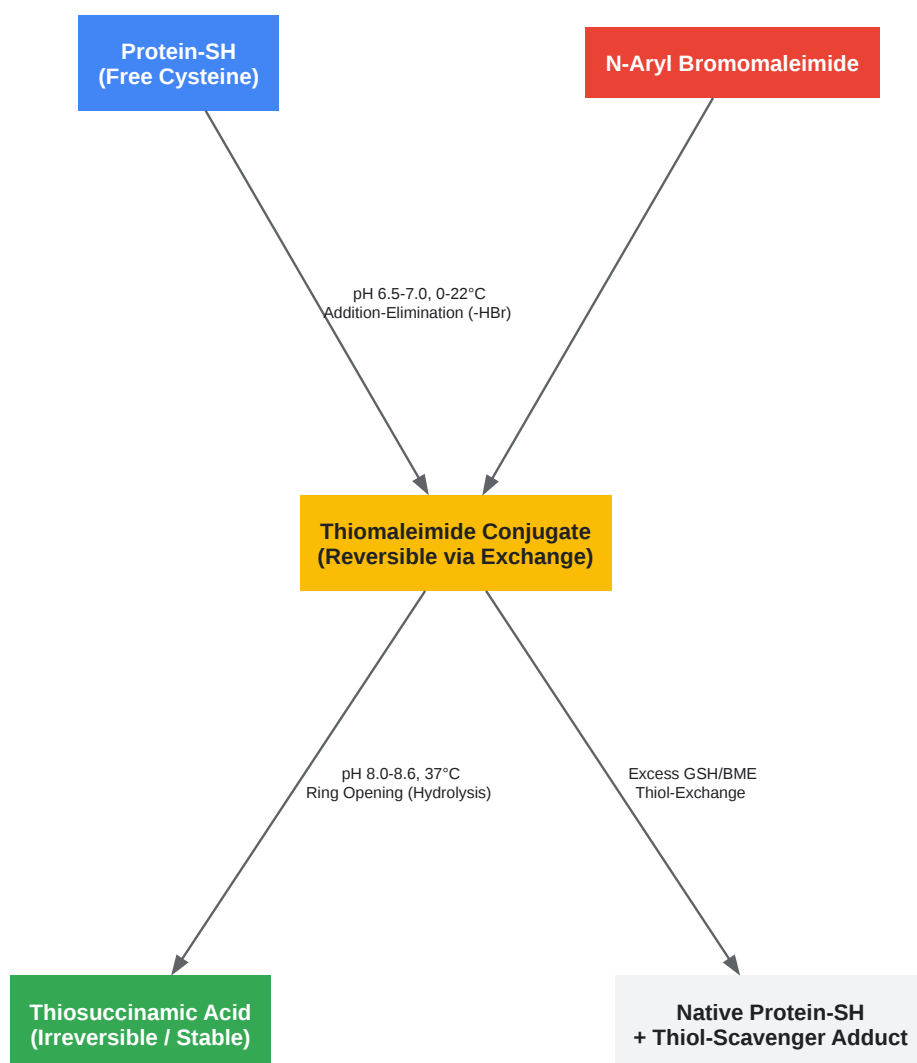 Protein-SH
(Free Cysteine)
N-Aryl Bromomaleimide
pH 6.5-7.0, 0-22°C
Addition-Elimination (-HBr)
Thiomaleimide Conjugate
(Reversible via Exchange)
pH 8.0-8.6, 37°C
Ring Opening (Hydrolysis)
Excess GSH/BME
Thiol-Exchange
Thiosuccinamic Acid
(Irreversible / Stable)
Native Protein-SH
+ Thiol-Scavenger Adduct